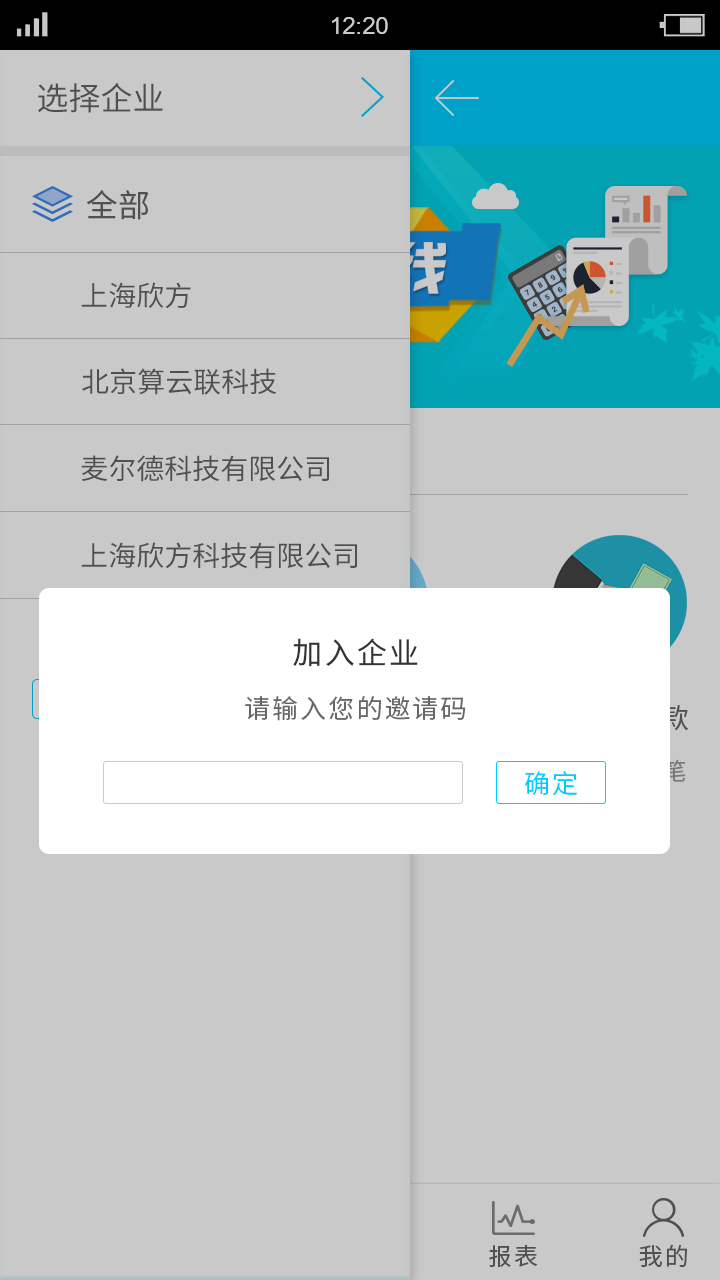 12:20
选择企业
全部
上海欣方
北京算云联科技
麦尔德科技有限公司
上海欣方科技有限公司
线
加入企业
请输入您的邀请码
确定
款
笔
报表
我的